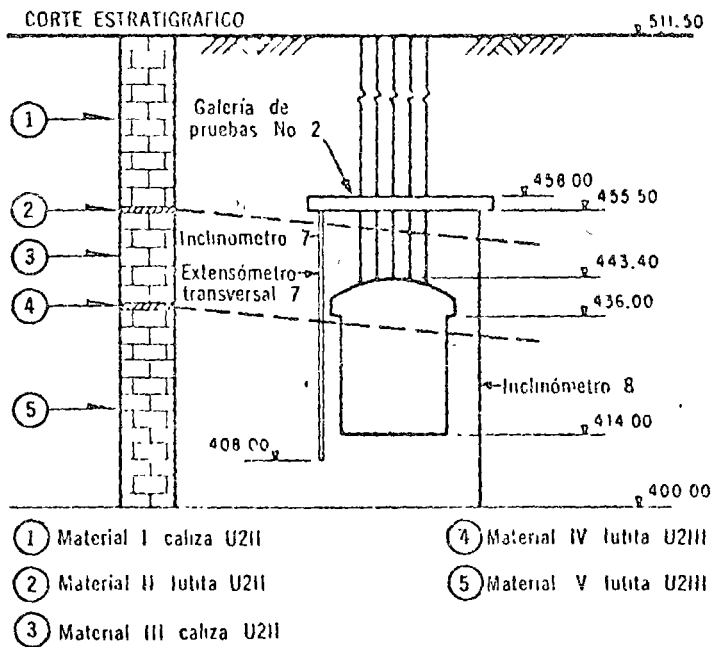 CORTE ESTRATIGRAFICO
511.50
1
Galería de
pruebas No 2
458 00
455.50
2
Inclinometro 7
3
Extensómetro
transversal 7
443.40
4
436.00
Inclinómetro 8
5
414 00
408 00
400 00
1 Material I caliza U2II
4 Material IV lutita U2III
2 Material II lutita U2II
5 Material V lutita U2III
3 Material III caliza U2II